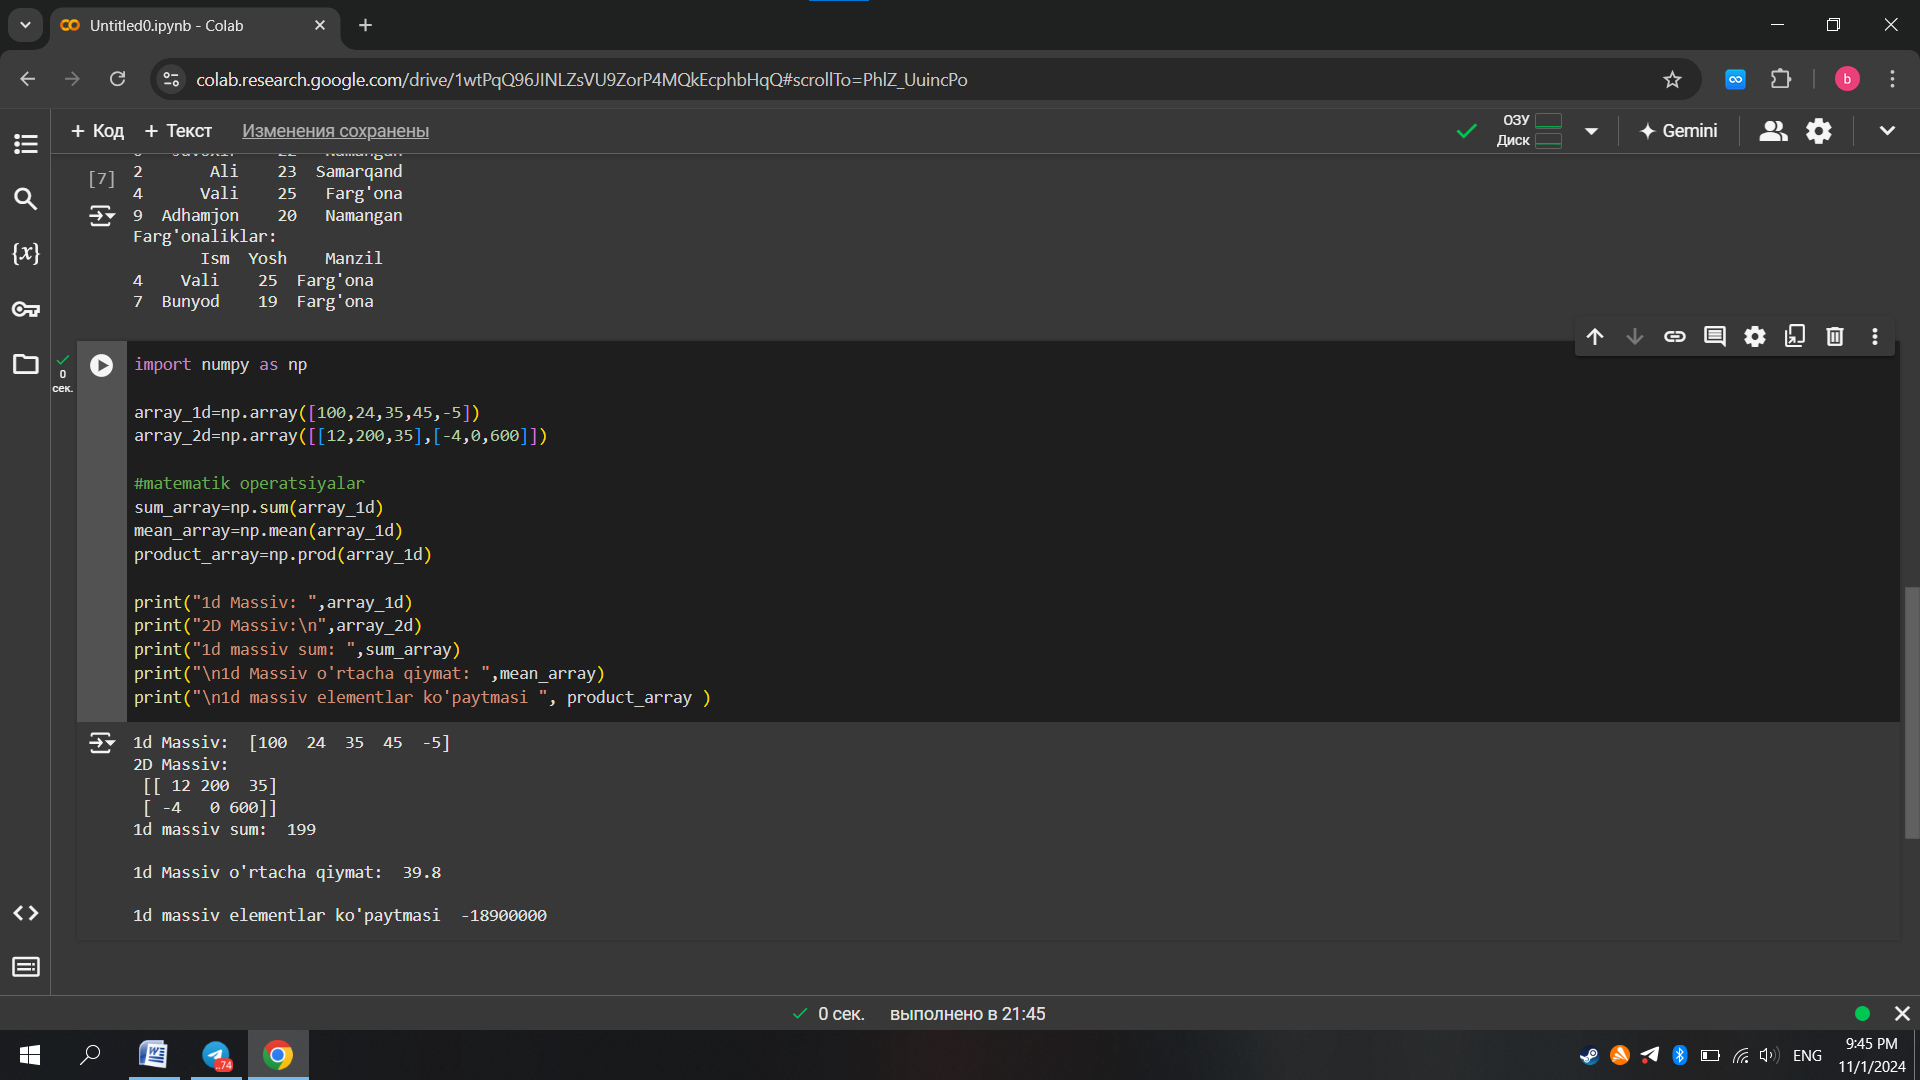 Untitled0.ipynb - Colab
colab.research.google.com/drive/1wtPqQ96JINLZsVU9ZorP4MQkEcphbHqQ#scrollTo=PhlZ_UuincPo
b
+ Код + Текст Изменения сохранены
ОЗУ
Диск
Gemini
[7]
2 Ali 23 Samarqand
4 Vali 25 Farg'ona
9 Adhamjon 20 Namangan
Farg'onaliklar:
Ism Yosh Manzil
4 Vali 25 Farg'ona
7 Bunyod 19 Farg'ona
{x}
0
сек.
import numpy as np
array_1d=np.array([100,24,35,45,-5])
array_2d=np.array([[12,200,35],[-4,0,600]])
#matematik operatsiyalar
sum_array=np.sum(array_1d)
mean_array=np.mean(array_1d)
product_array=np.prod(array_1d)
print("1d Massiv: ",array_1d)
print("2D Massiv:\n",array_2d)
print("1d massiv sum: ",sum_array)
print("\n1d Massiv o'rtacha qiymat: ",mean_array)
print("\n1d massiv elementlar ko'paytmasi ", product_array )
1d Massiv: [100 24 35 45 -5]
2D Massiv:
[[ 12 200 35]
[ -4 0 600]]
1d massiv sum: 199
1d Massiv o'rtacha qiymat: 39.8
1d massiv elementlar ko'paytmasi -18900000
0 сек. выполнено в 21:45
74
ENG
9:45 PM
11/1/2024